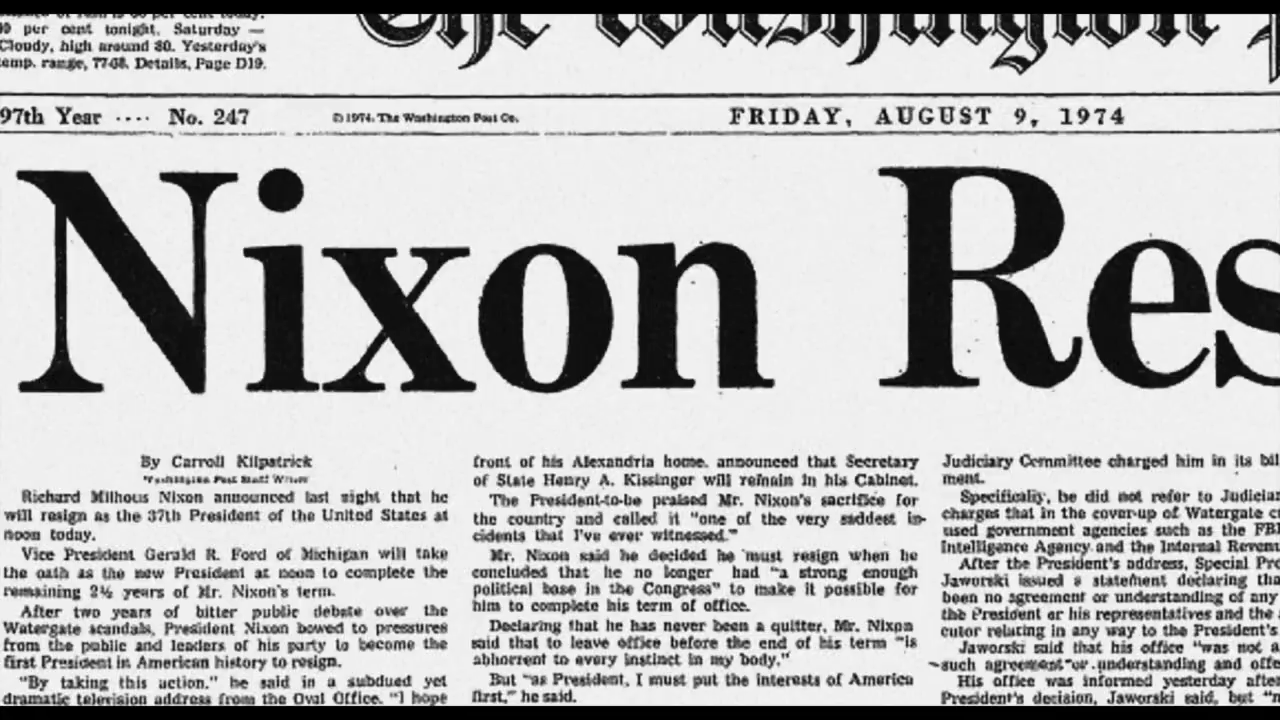 99 per cent tonight. Saturday —
Cloudy, high around 80. Yesterday's
temp. range, 77-68. Details, Page D19.
The Washington
97th Year .... No. 247
© 1974, The Washington Post Co.
FRIDAY, AUGUST 9, 1974
Nixon Res
By Carroll Kilpatrick
Washington Post Staff Writer
Richard Milhous Nixon announced last night that he
will resign as the 37th President of the United States at
noon today.
Vice President Gerald R. Ford of Michigan will take
the oath as the new President at noon to complete the
remaining 2½ years of Mr. Nixon's term.
After two years of bitter public debate over the
Watergate scandals, President Nixon bowed to pressures
from the public and leaders of his party to become the
first President in American history to resign.
"By taking this action," he said in a subdued yet
dramatic television address from the Oval Office. "I hope
front of his Alexandria home, announced that Secretary
of State Henry A. Kissinger will remain in his Cabinet.
The President-to-be praised Mr. Nixon's sacrifice for
the country and called it "one of the very saddest in-
cidents that I've ever witnessed."
Mr. Nixon said he decided he must resign when he
concluded that he no longer had "a strong enough
political base in the Congress" to make it possible for
him to complete his term of office.
Declaring that he has never been a quitter, Mr. Nixon
said that to leave office before the end of his term "is
abhorrent to every instinct in my body."
But "as President, I must put the interests of America
first," he said.
Judiciary Committee charged him in its bil
ment.
Specifically, he did not refer to Judicia
charges that in the cover-up of Watergate c
used government agencies such as the FB
Intelligence Agency and the Internal Reven
After the President's address, Special Pro
Jaworski issued a statement declaring tha
been no agreement or understanding of any
the President or his representatives and the
cutor relating in any way to the President's
Jaworski said that his office "was not a
such agreement or understanding and offe
His office was informed yesterday after
President's decision, Jaworski said, but "n